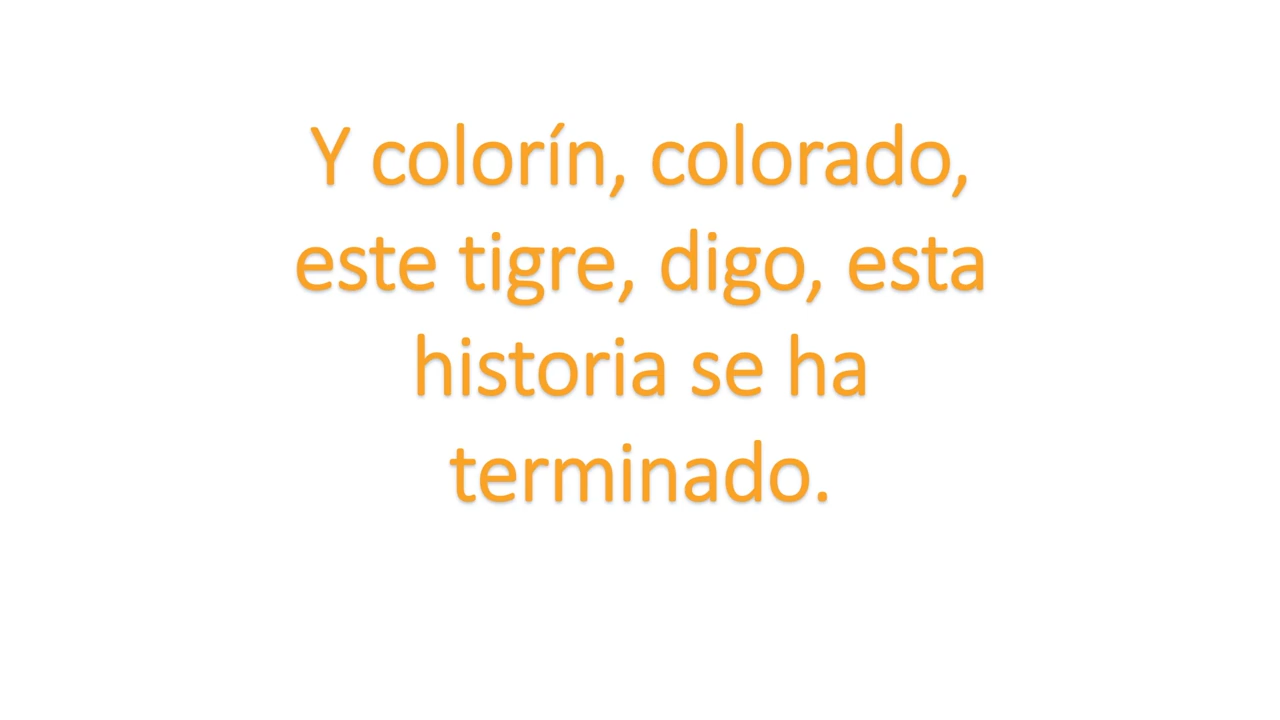 Y colorín, colorado,
este tigre, digo, esta
historia se ha
terminado.